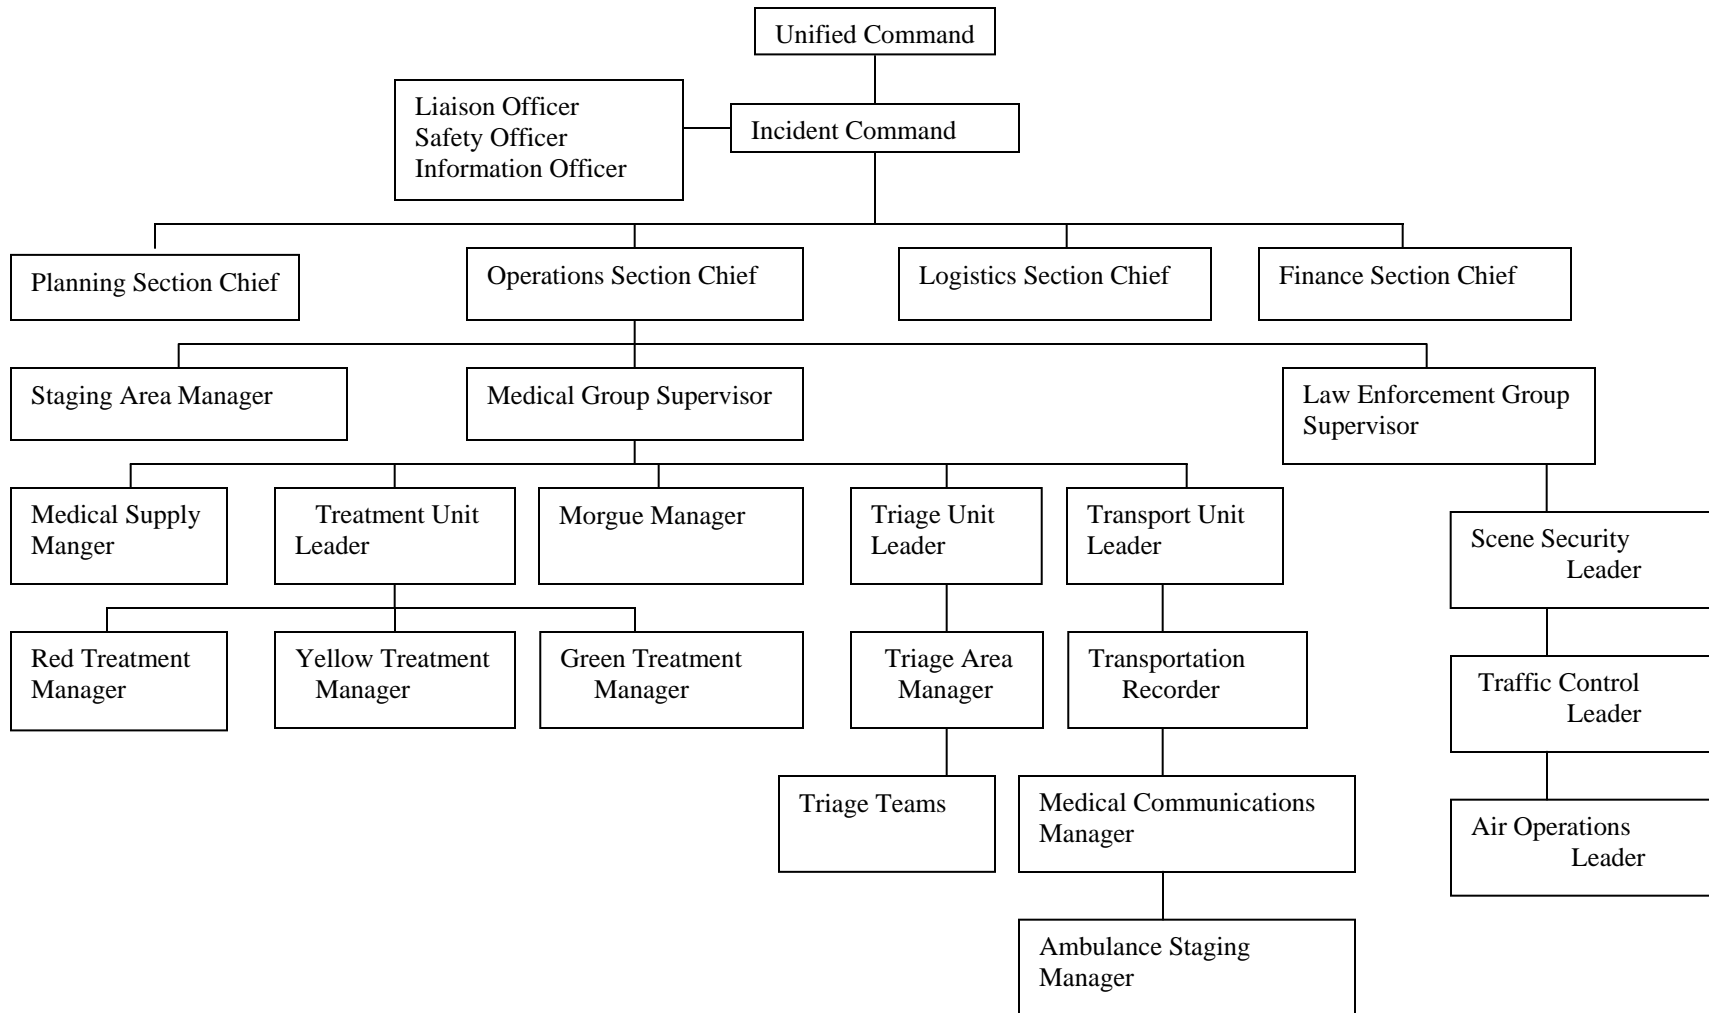 Unified Command
Liaison Officer
Safety Officer
Information Officer
Incident Command
Planning Section Chief
Operations Section Chief
Logistics Section Chief
Finance Section Chief
Staging Area Manager
Medical Group Supervisor
Law Enforcement Group
Supervisor
Medical Supply
Manger
Treatment Unit
Leader
Morgue Manager
Triage Unit
Leader
Transport Unit
Leader
Scene Security
Leader
Red Treatment
Manager
Yellow Treatment
Manager
Green Treatment
Manager
Triage Area
Manager
Transportation
Recorder
Traffic Control
Leader
Triage Teams
Medical Communications
Manager
Air Operations
Leader
Ambulance Staging
Manager